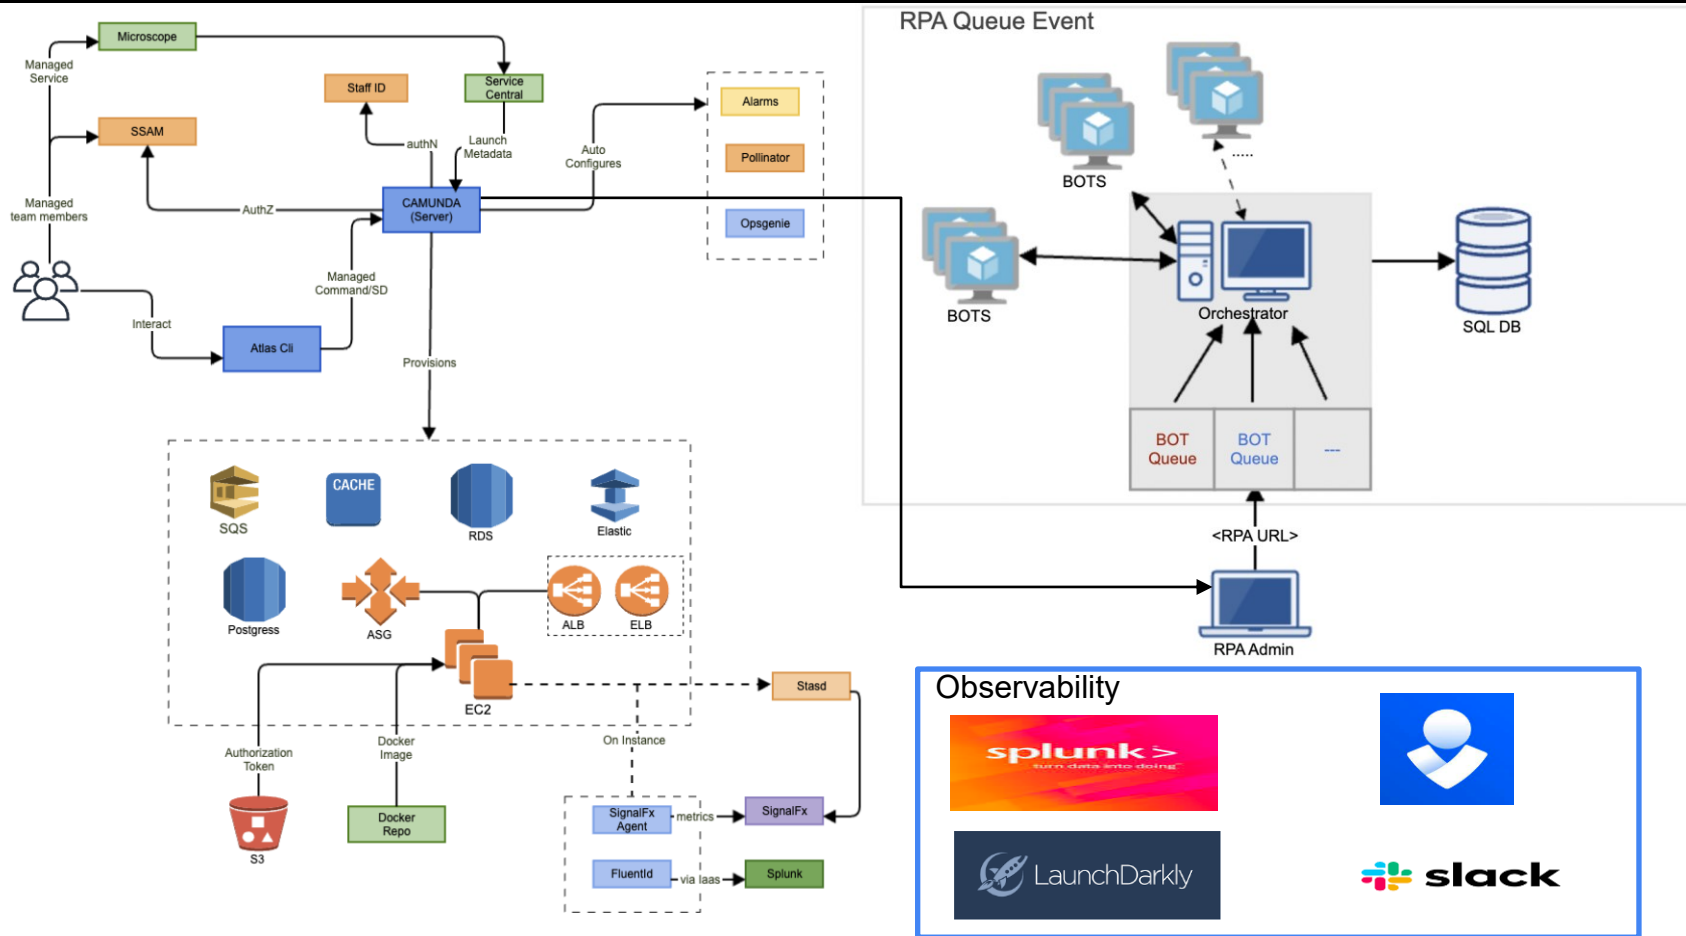 RPA Queue Event
Microscope
Managed
Service
Staff ID
Service
Central
Alarms
SSAM
authN
Launch
Metadata
Auto
Configures
Pollinator
Managed
team members
AuthZ
CAMUNDA
(Server)
Opsgenie
Managed
Command/SD
Interact
Atlas Cli
Provisions
.....
BOTS
BOTS
Orchestrator
SQL DB
BOT
Queue
BOT
Queue
---
<RPA URL>
RPA Admin
SQS
CACHE
RDS
Elastic
Postgress
ASG
ALB
ELB
EC2
Stasd
Authorization
Token
Docker
Image
On Instance
S3
Docker
Repo
SignalFx
Agent
metrics
SignalFx
FluentId
via Iaas
Splunk
Observability
splunk>
turn data into doing™
LaunchDarkly
slack